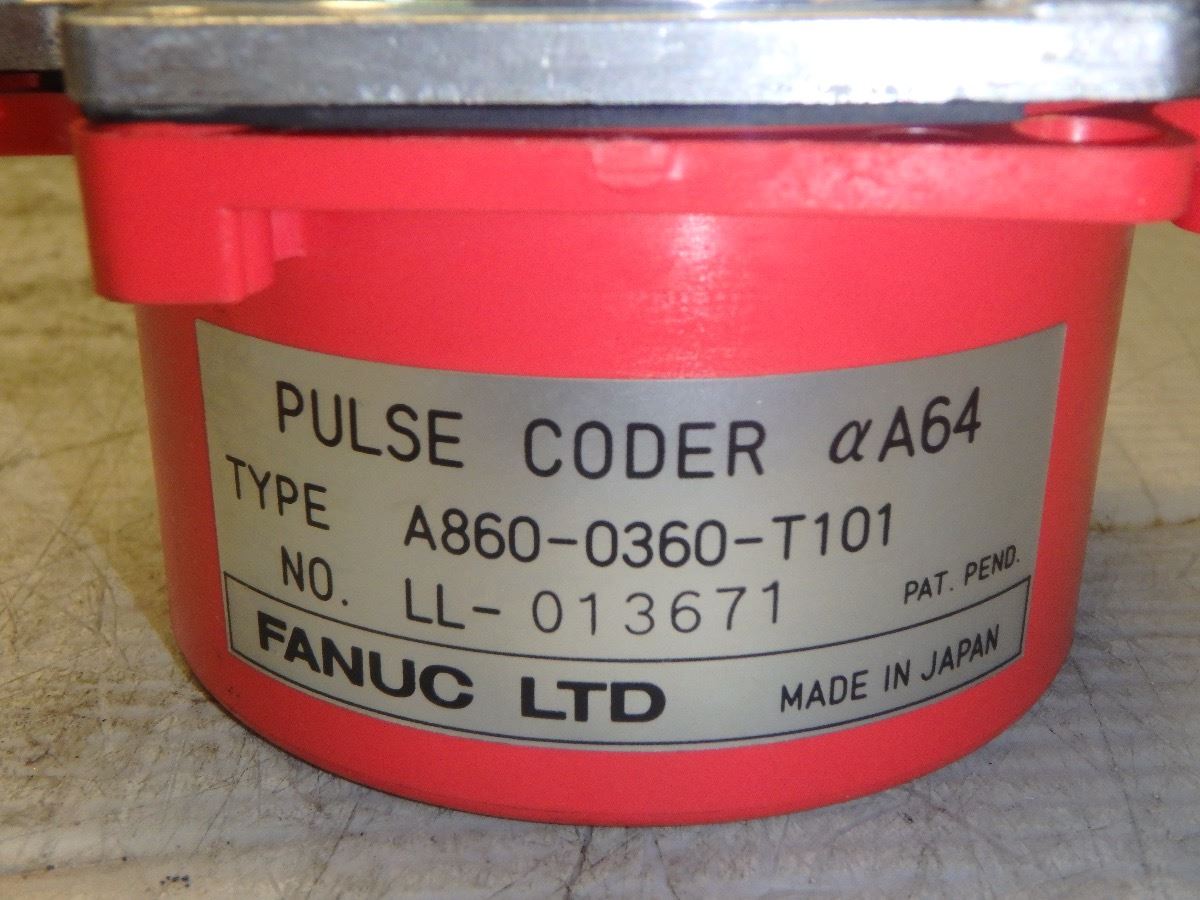 PULSE CODER αA64
TYPE A860-0360-T101
NO. LL-013671 PAT. PEND.
FANUC LTD MADE IN JAPAN